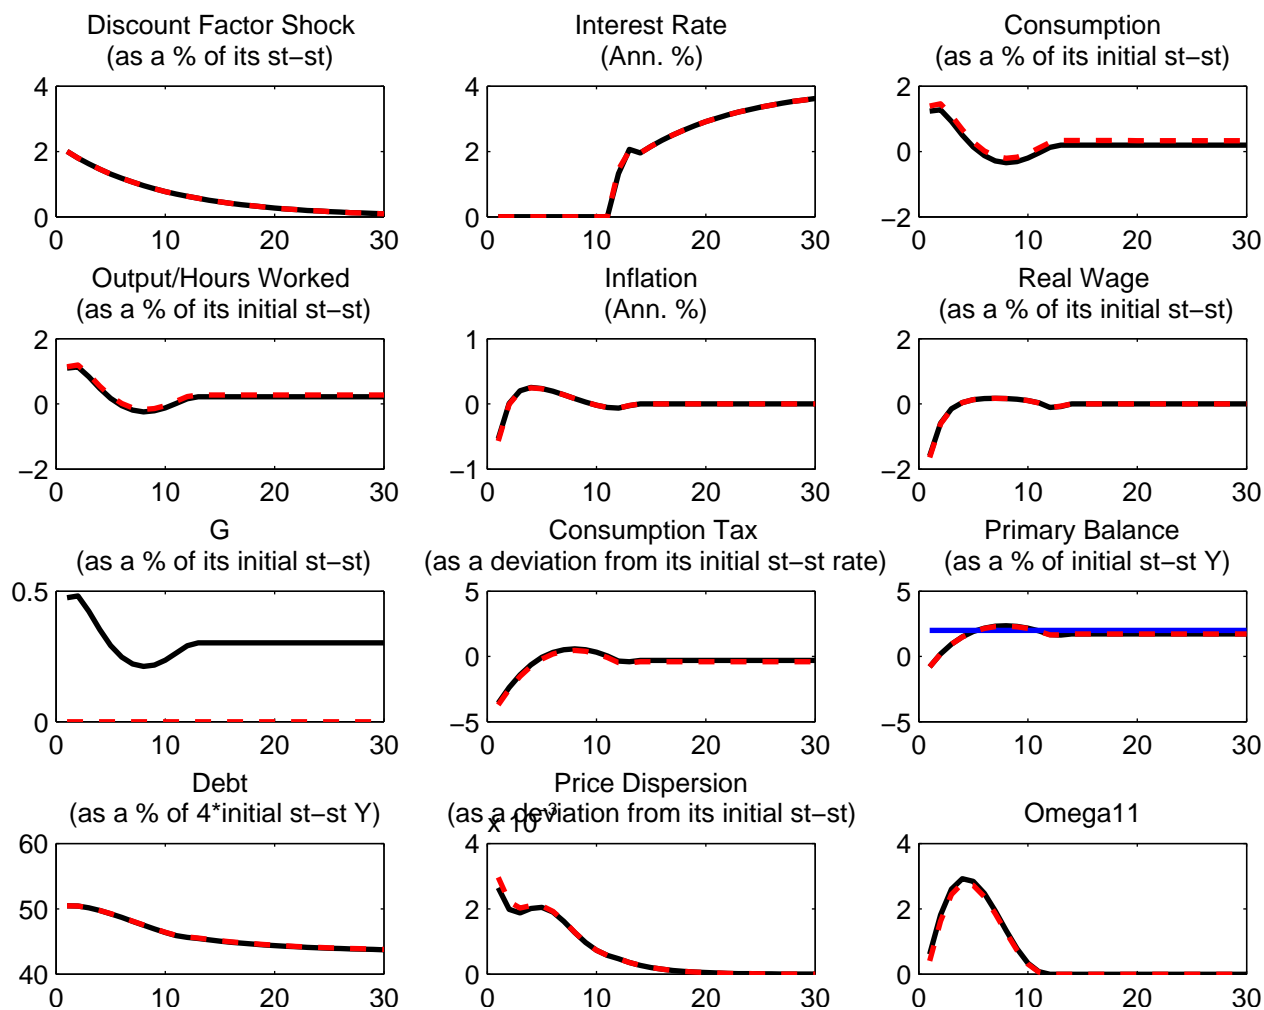 Discount Factor Shock
(as a % of its st−st)
4
2
0
0 10 20 30
Interest Rate
(Ann. %)
4
2
0
0 10 20 30
Consumption
(as a % of its initial st−st)
2
0
−2
0 10 20 30
Output/Hours Worked
(as a % of its initial st−st)
2
0
−2
0 10 20 30
Inflation
(Ann. %)
1
0
−1
0 10 20 30
Real Wage
(as a % of its initial st−st)
2
0
−2
0 10 20 30
G
(as a % of its initial st−st)
0.5
0
0 10 20 30
Consumption Tax
(as a deviation from its initial st−st rate)
5
0
−5
0 10 20 30
Primary Balance
(as a % of initial st−st Y)
5
0
−5
0 10 20 30
Debt
(as a % of 4*initial st−st Y)
60
50
40
0 10 20 30
Price Dispersion
(as a deviation from its initial st−st)
x 10−3
4
2
0
0 10 20 30
Omega11
4
2
0
0 10 20 30